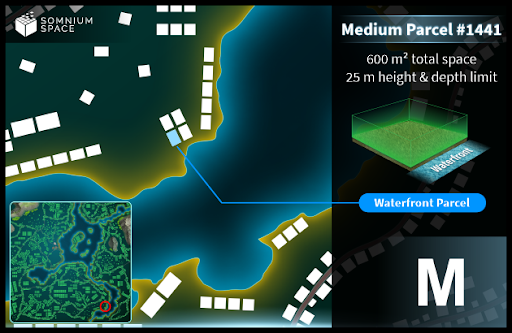 SOMNIUM
SPACE
Medium Parcel #1441
600 m² total space
25 m height & depth limit
Waterfront
Waterfront Parcel
M